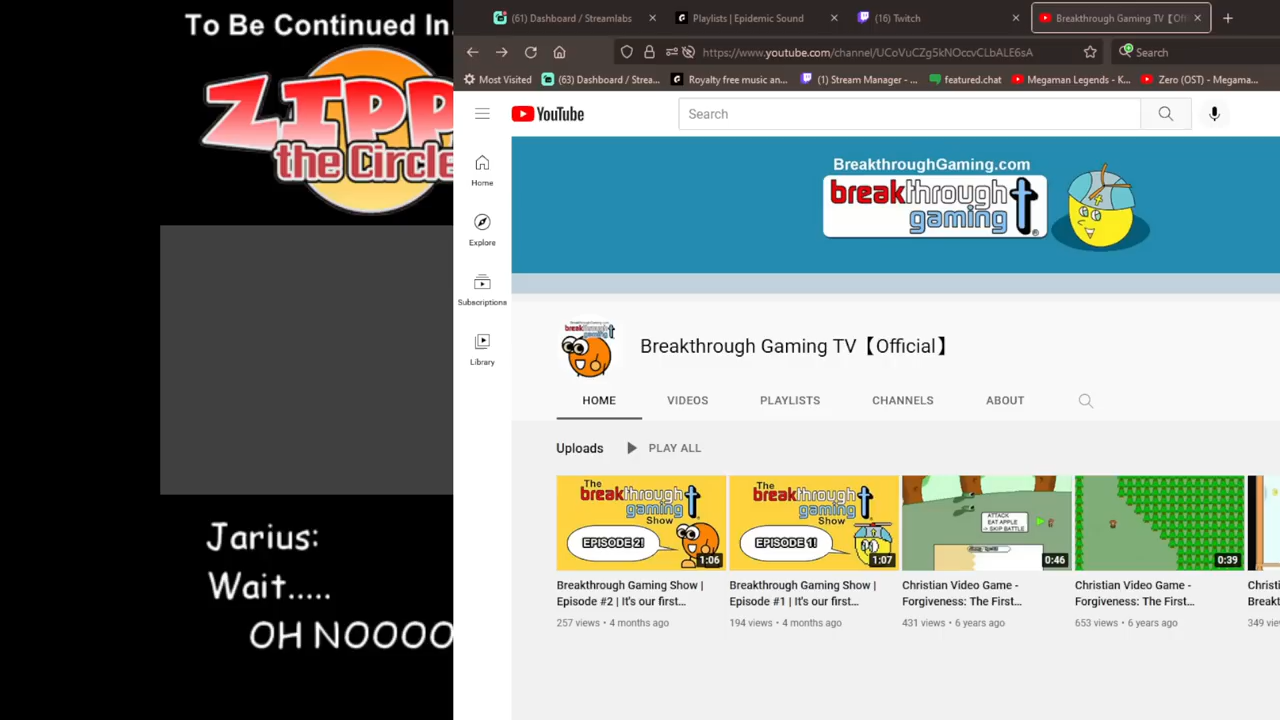 To Be Continued In.
ZIPP
the Circle
Jarius:
Wait.....
OH NOOOO
(61) Dashboard / Streamlabs
Playlists | Epidemic Sound
(16) Twitch
Breakthrough Gaming TV【Of
https://www.youtube.com/channel/UCoVuCZg5kNOccvCLbALE6sA
Search
Most Visited
(63) Dashboard / Strea...
Royalty free music an...
(1) Stream Manager - ...
featured.chat
Megaman Legends - K...
Zero (OST) - Megama...
YouTube
Search
Home
Explore
Subscriptions
Library
BreakthroughGaming.com
breakthrough
gaming
Breakthrough Gaming TV【Official】
HOME
VIDEOS
PLAYLISTS
CHANNELS
ABOUT
Uploads
PLAY ALL
The
breakthrough
gaming
Show
EPISODE 2!
1:06
Breakthrough Gaming Show |
Episode #2 | It's our first...
257 views • 4 months ago
The
breakthrough
gaming
Show
EPISODE 1!
1:07
Breakthrough Gaming Show |
Episode #1 | It's our first...
194 views • 4 months ago
ATTACK
EAT APPLE
-> SKIP BATTLE
0:46
Christian Video Game -
Forgiveness: The First...
431 views • 6 years ago
0:39
Christian Video Game -
Forgiveness: The First...
653 views • 6 years ago
Christi
Breakt
349 view